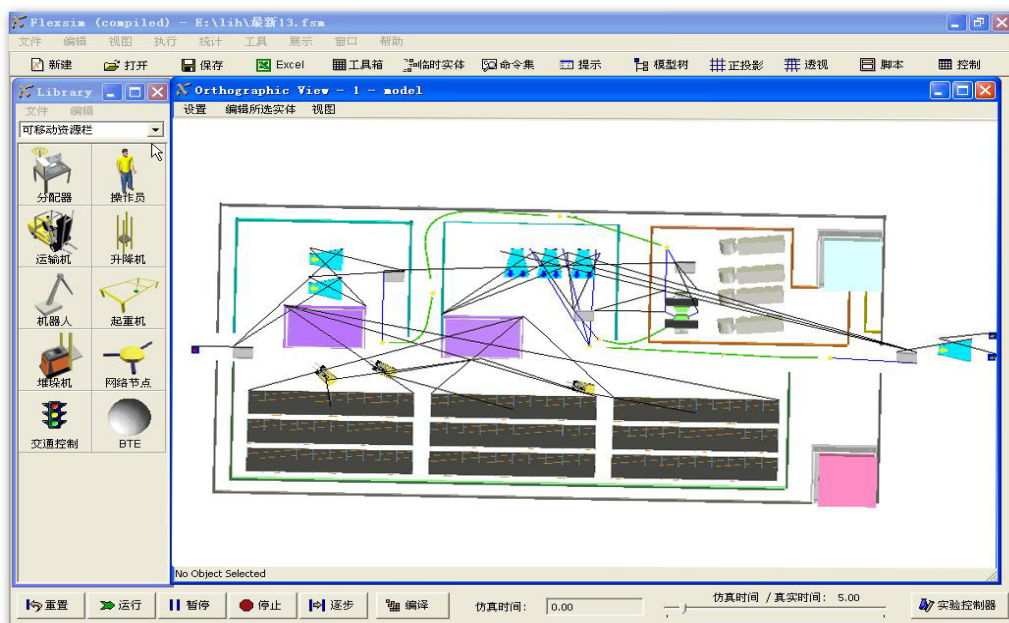 Flexsim (compiled) - E:\lih\最新13.fsm
文件 编辑 视图 执行 统计 工具 展示 窗口 帮助
新建 打开 保存 Excel 工具箱 临时实体 命令集 提示 模型树 正投影 透视 脚本 控制
Library
文件 编辑
可移动资源栏
分配器 操作员
运输机 升降机
机器人 起重机
堆垛机 网络节点
交通控制 BTE
Orthographic View - 1 - model
设置 编辑所选实体 视图
No Object Selected
重置 运行 暂停 停止 逐步 编译 仿真时间: 0.00 仿真时间 / 真实时间: 5.00 实验控制器